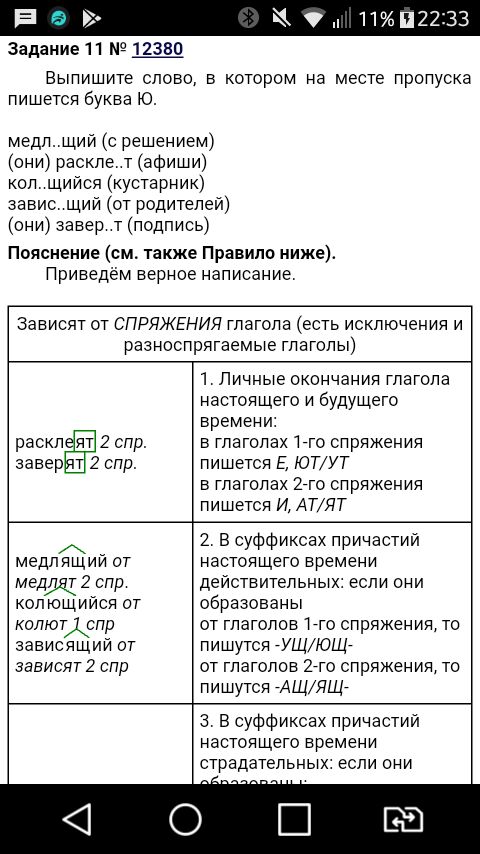 11% 22:33
Задание 11 № 12380
Выпишите слово, в котором на месте пропуска
пишется буква Ю.
медл..щий (с решением)
(они) раскле..т (афиши)
кол..щийся (кустарник)
завис..щий (от родителей)
(они) завер..т (подпись)
Пояснение (см. также Правило ниже).
Приведём верное написание.
Зависят от СПРЯЖЕНИЯ глагола (есть исключения и
разноспрягаемые глаголы)
расклеят 2 спр.
заверят 2 спр.
1. Личные окончания глагола
настоящего и будущего
времени:
в глаголах 1-го спряжения
пишется Е, ЮТ/УТ
в глаголах 2-го спряжения
пишется И, АТ/ЯТ
медлящий от
медлят 2 спр.
колющийся от
колют 1 спр
зависящий от
зависят 2 спр
2. В суффиксах причастий
настоящего времени
действительных: если они
образованы
от глаголов 1-го спряжения, то
пишутся -УЩ/ЮЩ-
от глаголов 2-го спряжения, то
пишутся -АЩ/ЯЩ-
3. В суффиксах причастий
настоящего времени
страдательных: если они
образованы: